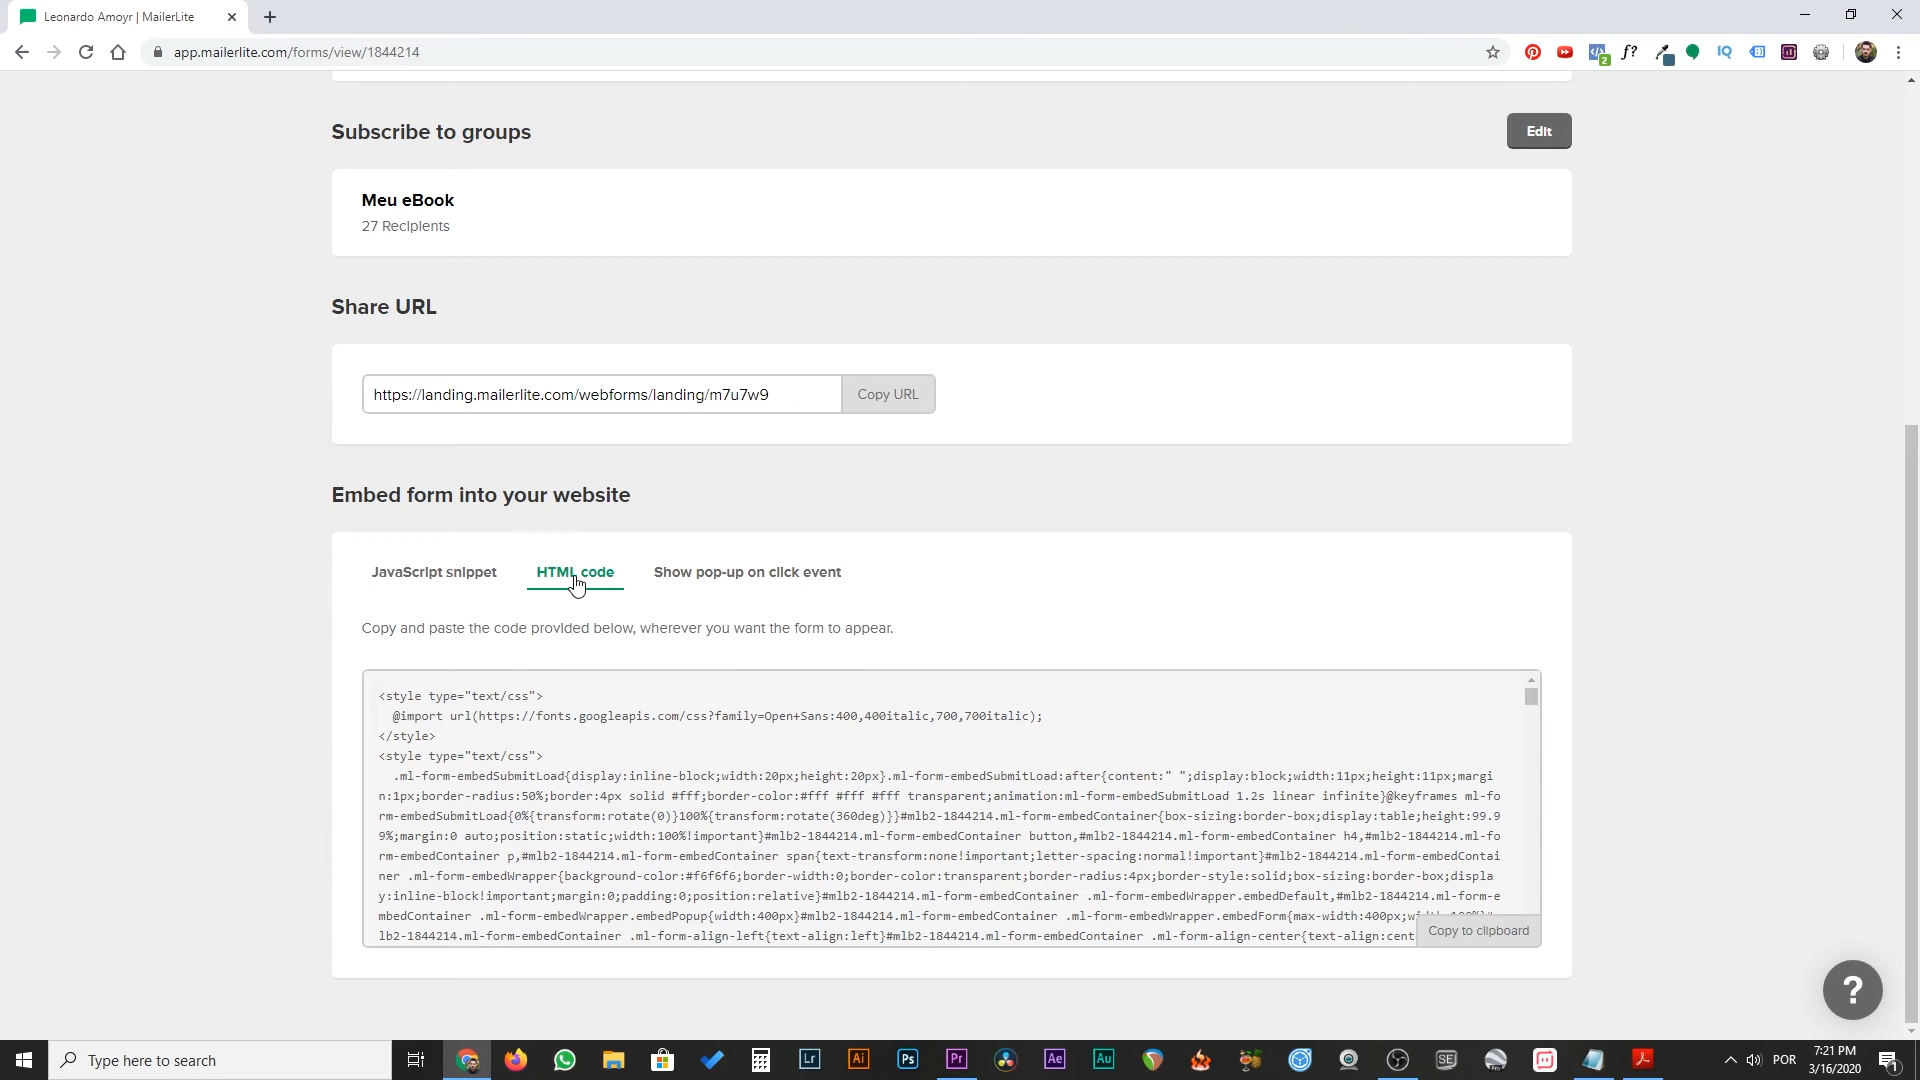 Leonardo Amoyr | MailerLite
app.mailerlite.com/forms/view/1844214
2
f?
IQ
Subscribe to groups
Edit
Meu eBook
27 Recipients
Share URL
https://landing.mailerlite.com/webforms/landing/m7u7w9
Copy URL
Embed form into your website
JavaScript snippet
HTML code
Show pop-up on click event
Copy and paste the code provided below, wherever you want the form to appear.
<style type="text/css">
@import url(https://fonts.googleapis.com/css?family=Open+Sans:400,400italic,700,700italic);
</style>
<style type="text/css">
.ml-form-embedSubmitLoad{display:inline-block;width:20px;height:20px}.ml-form-embedSubmitLoad:after{content:" ";display:block;width:11px;height:11px;margi
n:1px;border-radius:50%;border:4px solid #fff;border-color:#fff #fff #fff transparent;animation:ml-form-embedSubmitLoad 1.2s linear infinite}@keyframes ml-fo
rm-embedSubmitLoad{0%{transform:rotate(0)}100%{transform:rotate(360deg)}}#mlb2-1844214.ml-form-embedContainer{box-sizing:border-box;display:table;height:99.9
9%;margin:0 auto;position:static;width:100%!important}#mlb2-1844214.ml-form-embedContainer button,#mlb2-1844214.ml-form-embedContainer h4,#mlb2-1844214.ml-fo
rm-embedContainer p,#mlb2-1844214.ml-form-embedContainer span{text-transform:none!important;letter-spacing:normal!important}#mlb2-1844214.ml-form-embedContai
ner .ml-form-embedWrapper{background-color:#f6f6f6;border-width:0;border-color:transparent;border-radius:4px;border-style:solid;box-sizing:border-box;displa
y:inline-block!important;margin:0;padding:0;position:relative}#mlb2-1844214.ml-form-embedContainer .ml-form-embedWrapper.embedDefault,#mlb2-1844214.ml-form-e
mbedContainer .ml-form-embedWrapper.embedPopup{width:400px}#mlb2-1844214.ml-form-embedContainer .ml-form-embedWrapper.embedForm{max-width:400px;
lb2-1844214.ml-form-embedContainer .ml-form-align-left{text-align:left}#mlb2-1844214.ml-form-embedContainer .ml-form-align-center{text-align:cent
Copy to clipboard
?
Type here to search
Lr
Ai
Ps
Pr
Ae
Au
SE
POR
7:21 PM
3/16/2020
1